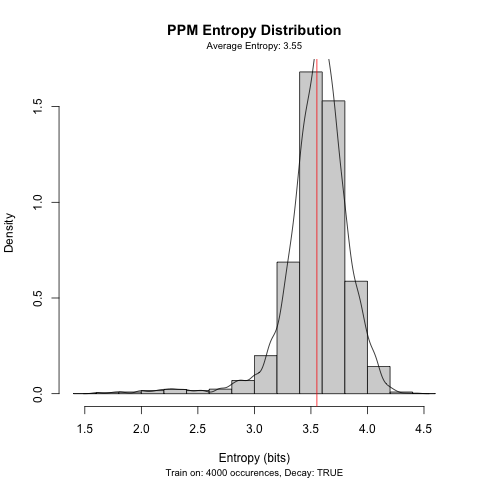 PPM Entropy Distribution
Average Entropy: 3.55
Density
1.5
1.0
0.5
0.0
1.5 2.0 2.5 3.0 3.5 4.0 4.5
Entropy (bits)
Train on: 4000 occurences, Decay: TRUE